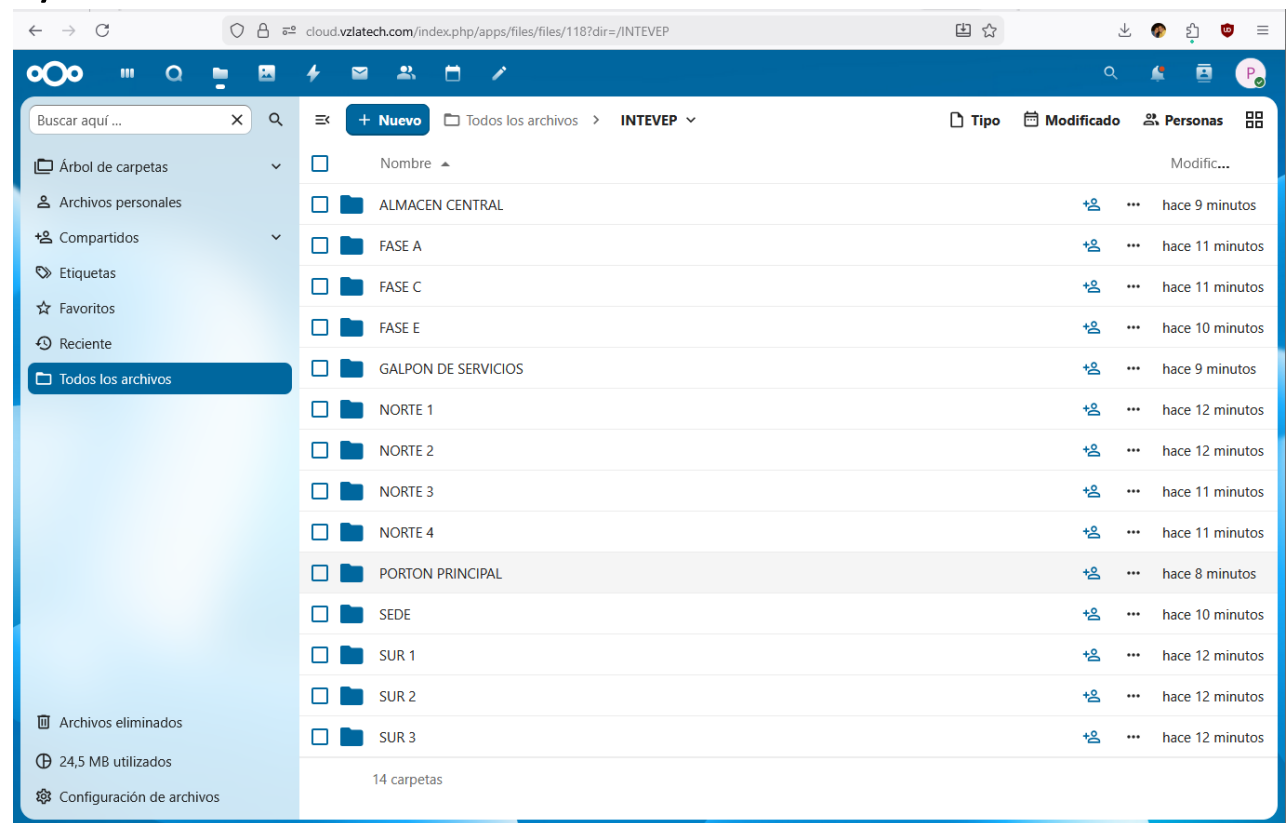 cloud.vzlatech.com/index.php/apps/files/files/118?dir=/INTEVEP
P
Buscar aquí ...
Nuevo
Todos los archivos > INTEVEP
Tipo
Modificado
Personas
Árbol de carpetas
Archivos personales
Compartidos
Etiquetas
Favoritos
Reciente
Todos los archivos
Archivos eliminados
24,5 MB utilizados
Configuración de archivos
Nombre Modific...
ALMACEN CENTRAL hace 9 minutos
FASE A hace 11 minutos
FASE C hace 11 minutos
FASE E hace 10 minutos
GALPON DE SERVICIOS hace 9 minutos
NORTE 1 hace 12 minutos
NORTE 2 hace 12 minutos
NORTE 3 hace 11 minutos
NORTE 4 hace 11 minutos
PORTON PRINCIPAL hace 8 minutos
SEDE hace 10 minutos
SUR 1 hace 12 minutos
SUR 2 hace 12 minutos
SUR 3 hace 12 minutos
14 carpetas